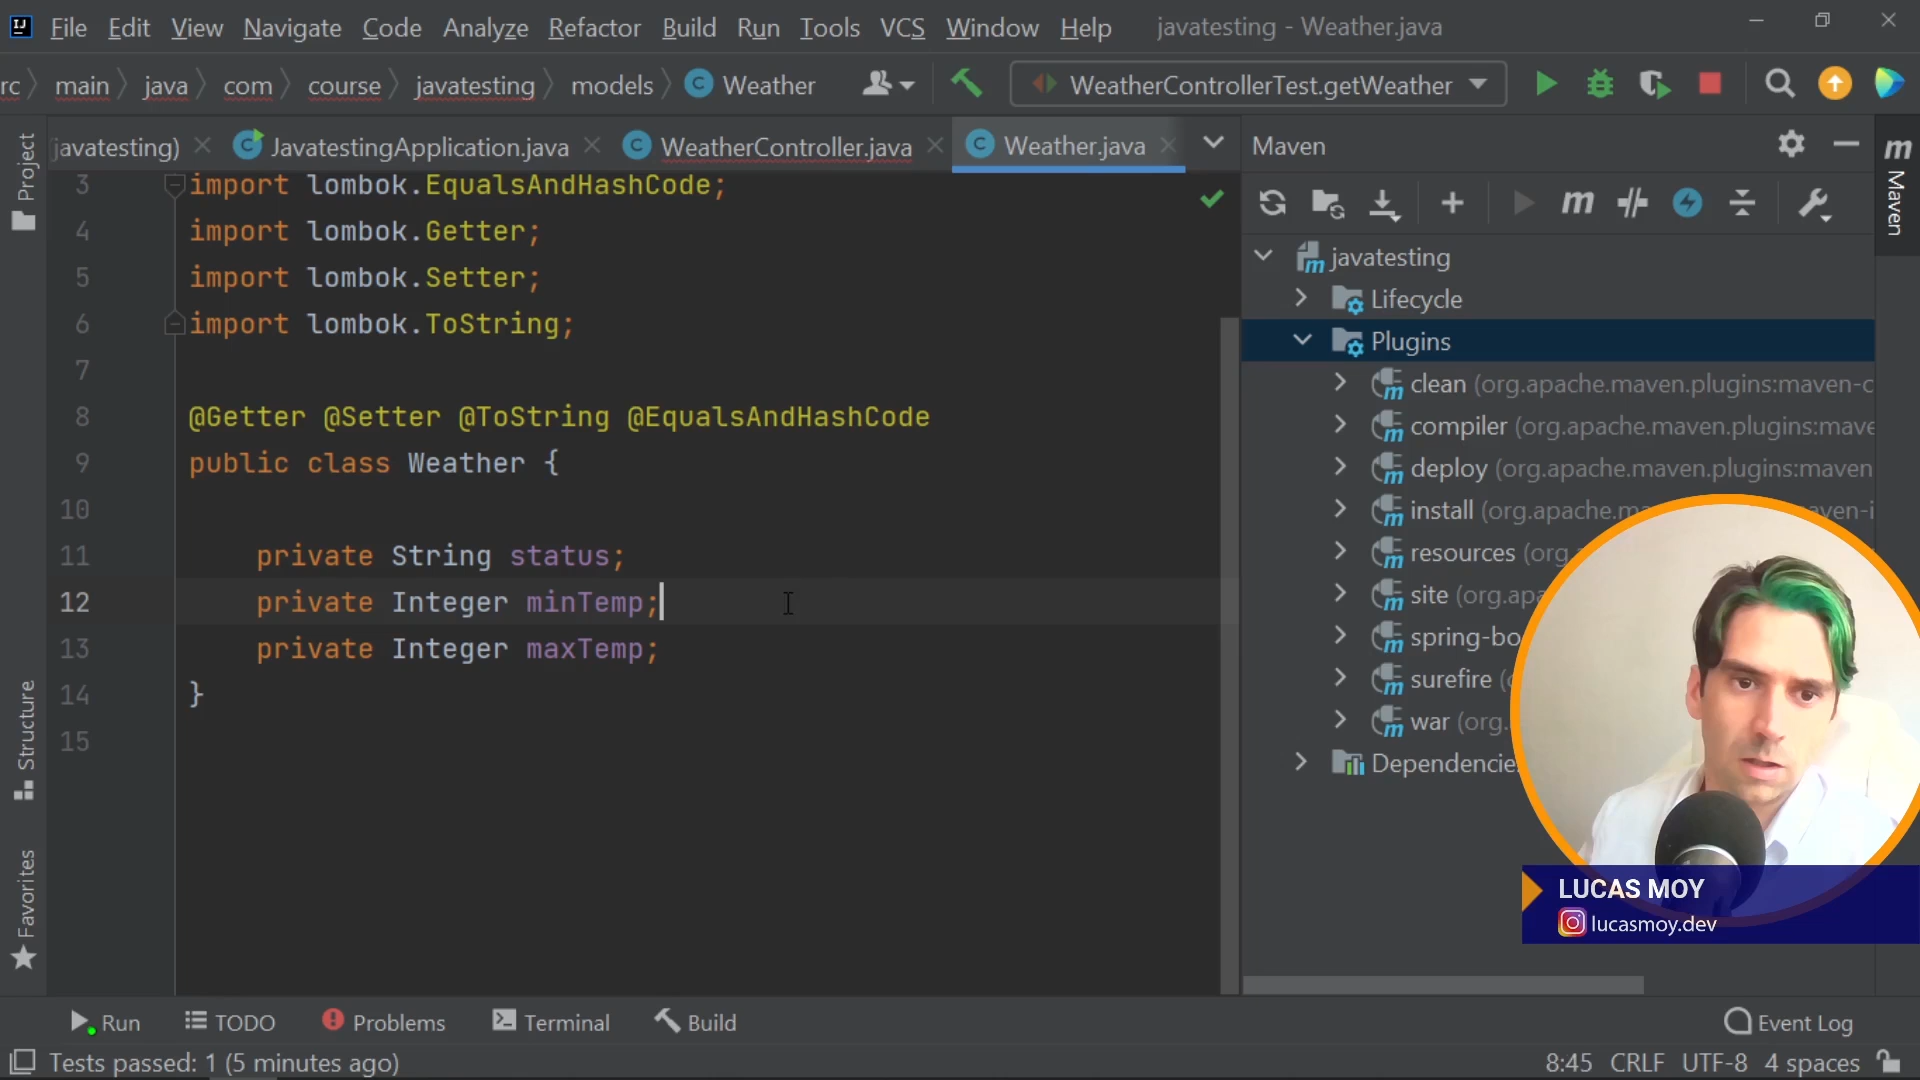 File Edit View Navigate Code Analyze Refactor Build Run Tools VCS Window Help javatesting - Weather.java
rc main java com course javatesting models Weather WeatherControllerTest.getWeather
javatesting) JavatestingApplication.java WeatherController.java Weather.java Maven
Project
Maven
3 import lombok.EqualsAndHashCode;
4 import lombok.Getter;
5 import lombok.Setter;
6 import lombok.ToString;
7
8 @Getter @Setter @ToString @EqualsAndHashCode
9 public class Weather {
10
11 private String status;
12 private Integer minTemp;
13 private Integer maxTemp;
14 }
15
javatesting
Lifecycle
Plugins
clean (org.apache.maven.plugins:maven-c
compiler (org.apache.maven.plugins:mave
deploy (org.apache.maven.plugins:maven
install (org.apache.m aven-i
resources (org
site (org.apa
spring-bo
surefire (
war (org.
Dependencie
Structure
Favorites
LUCAS MOY
lucasmoy.dev
Run TODO Problems Terminal Build Event Log
Tests passed: 1 (5 minutes ago) 8:45 CRLF UTF-8 4 spaces